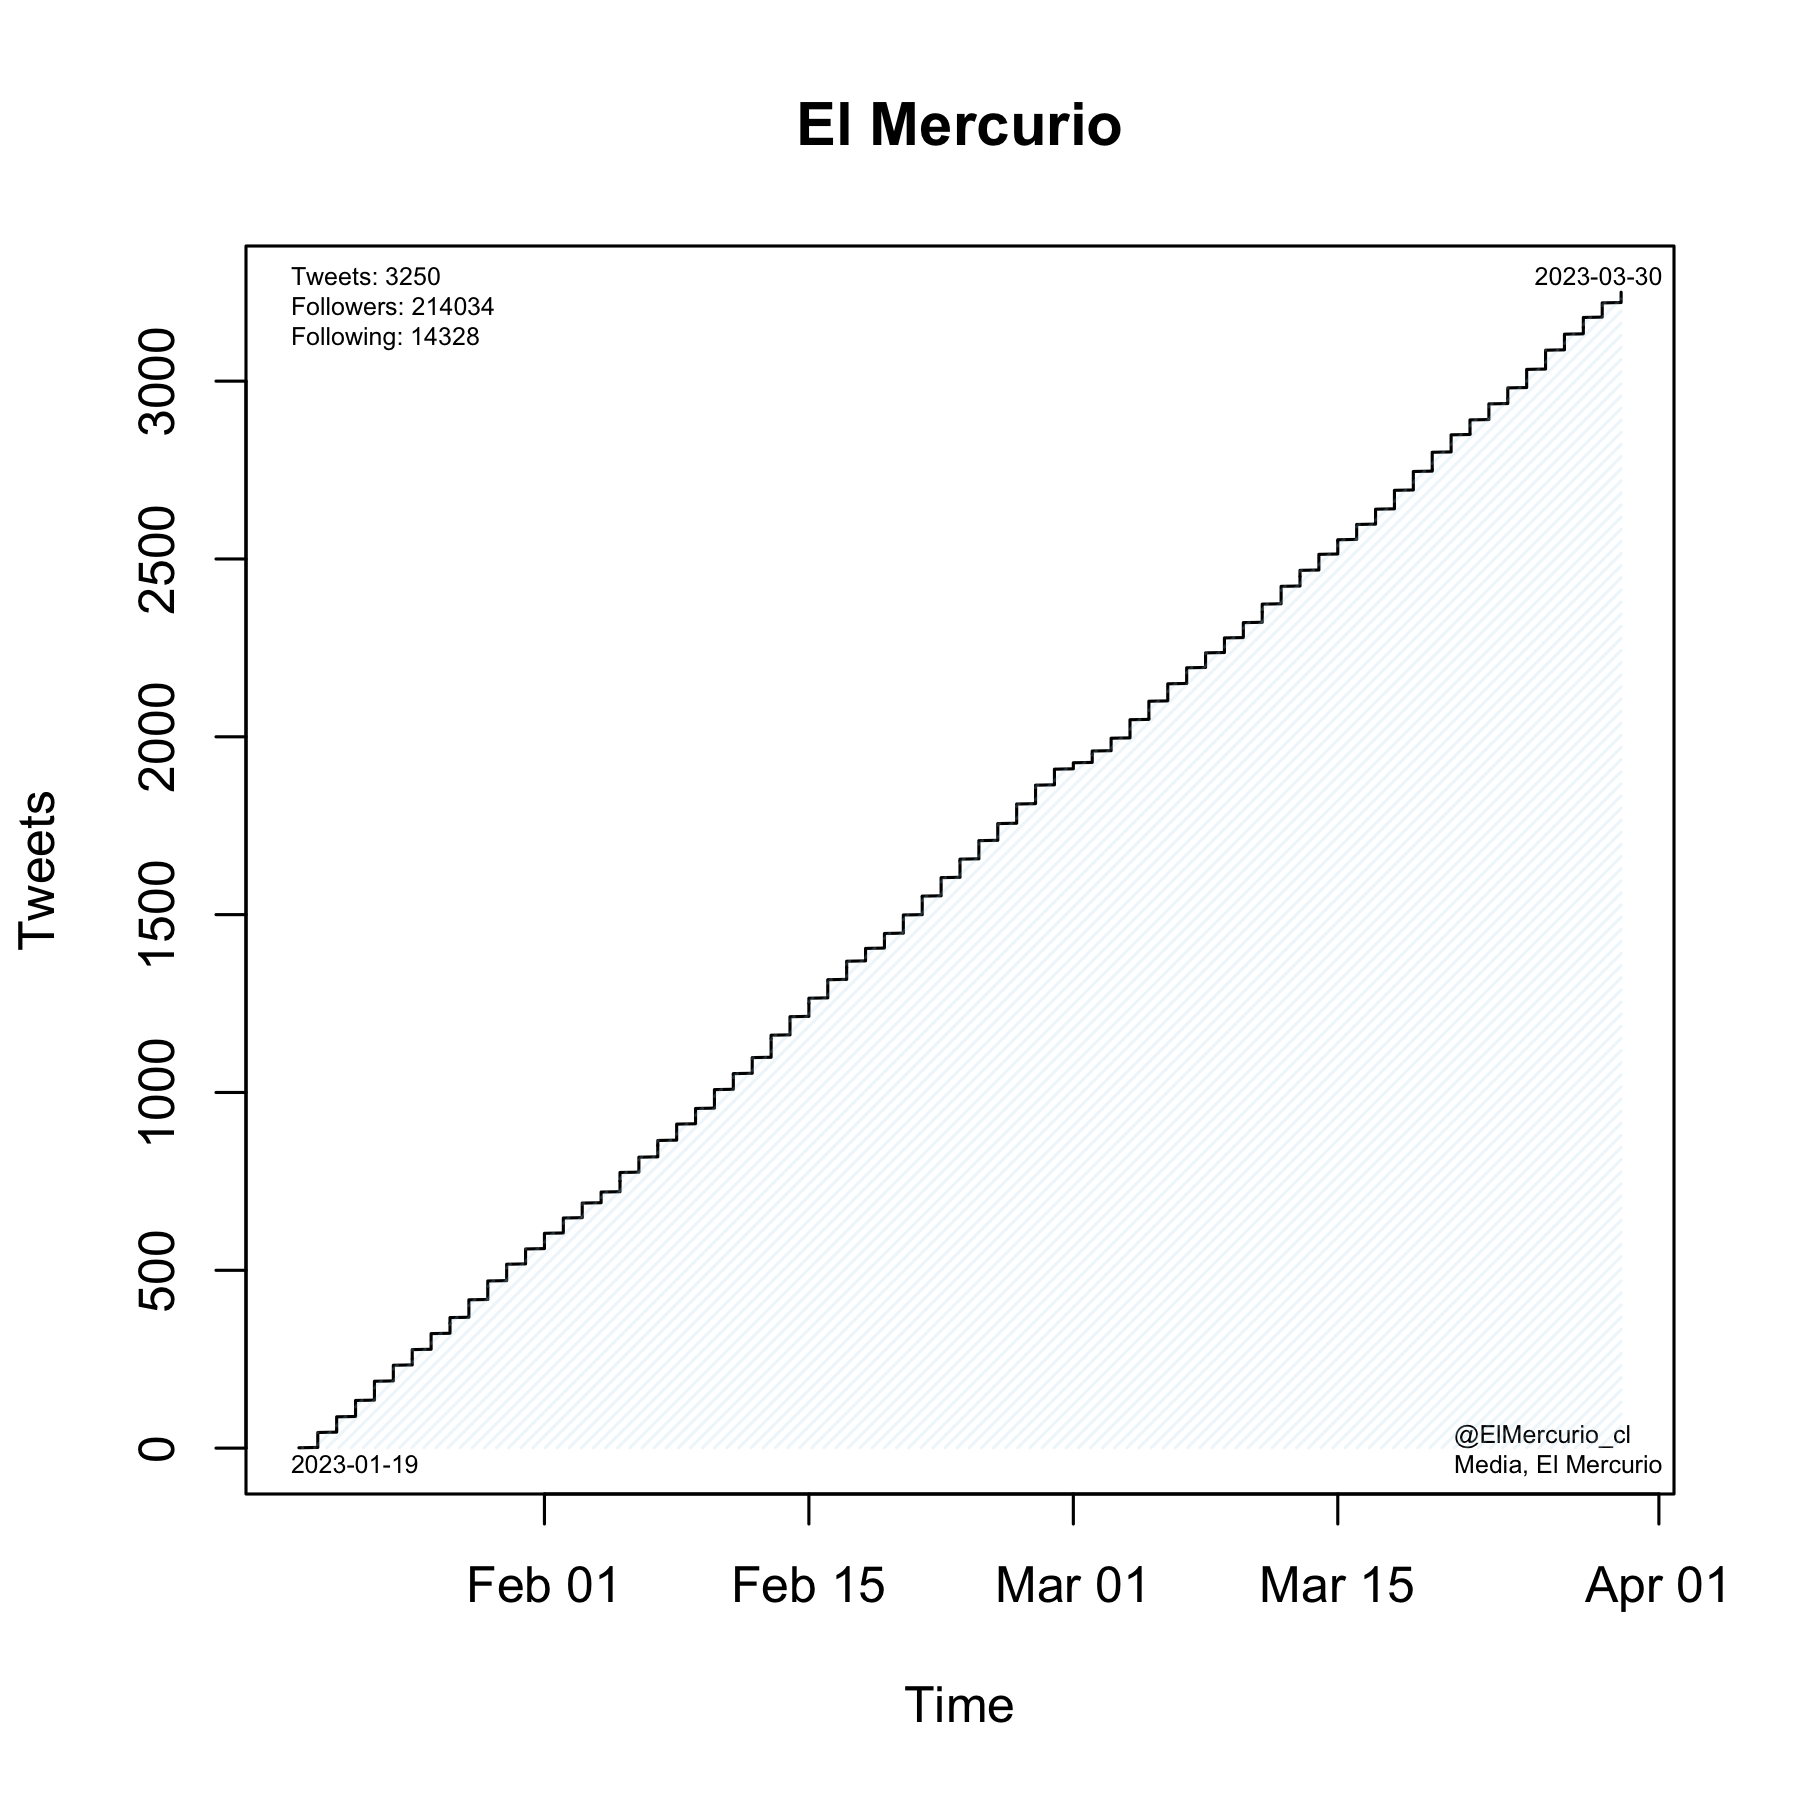 El Mercurio
Tweets: 3250
Followers: 214034
Following: 14328
2023-03-30
Tweets
3000
2500
2000
1500
1000
500
0
2023-01-19
@ElMercurio_cl
Media, El Mercurio
Feb 01
Feb 15
Mar 01
Mar 15
Apr 01
Time